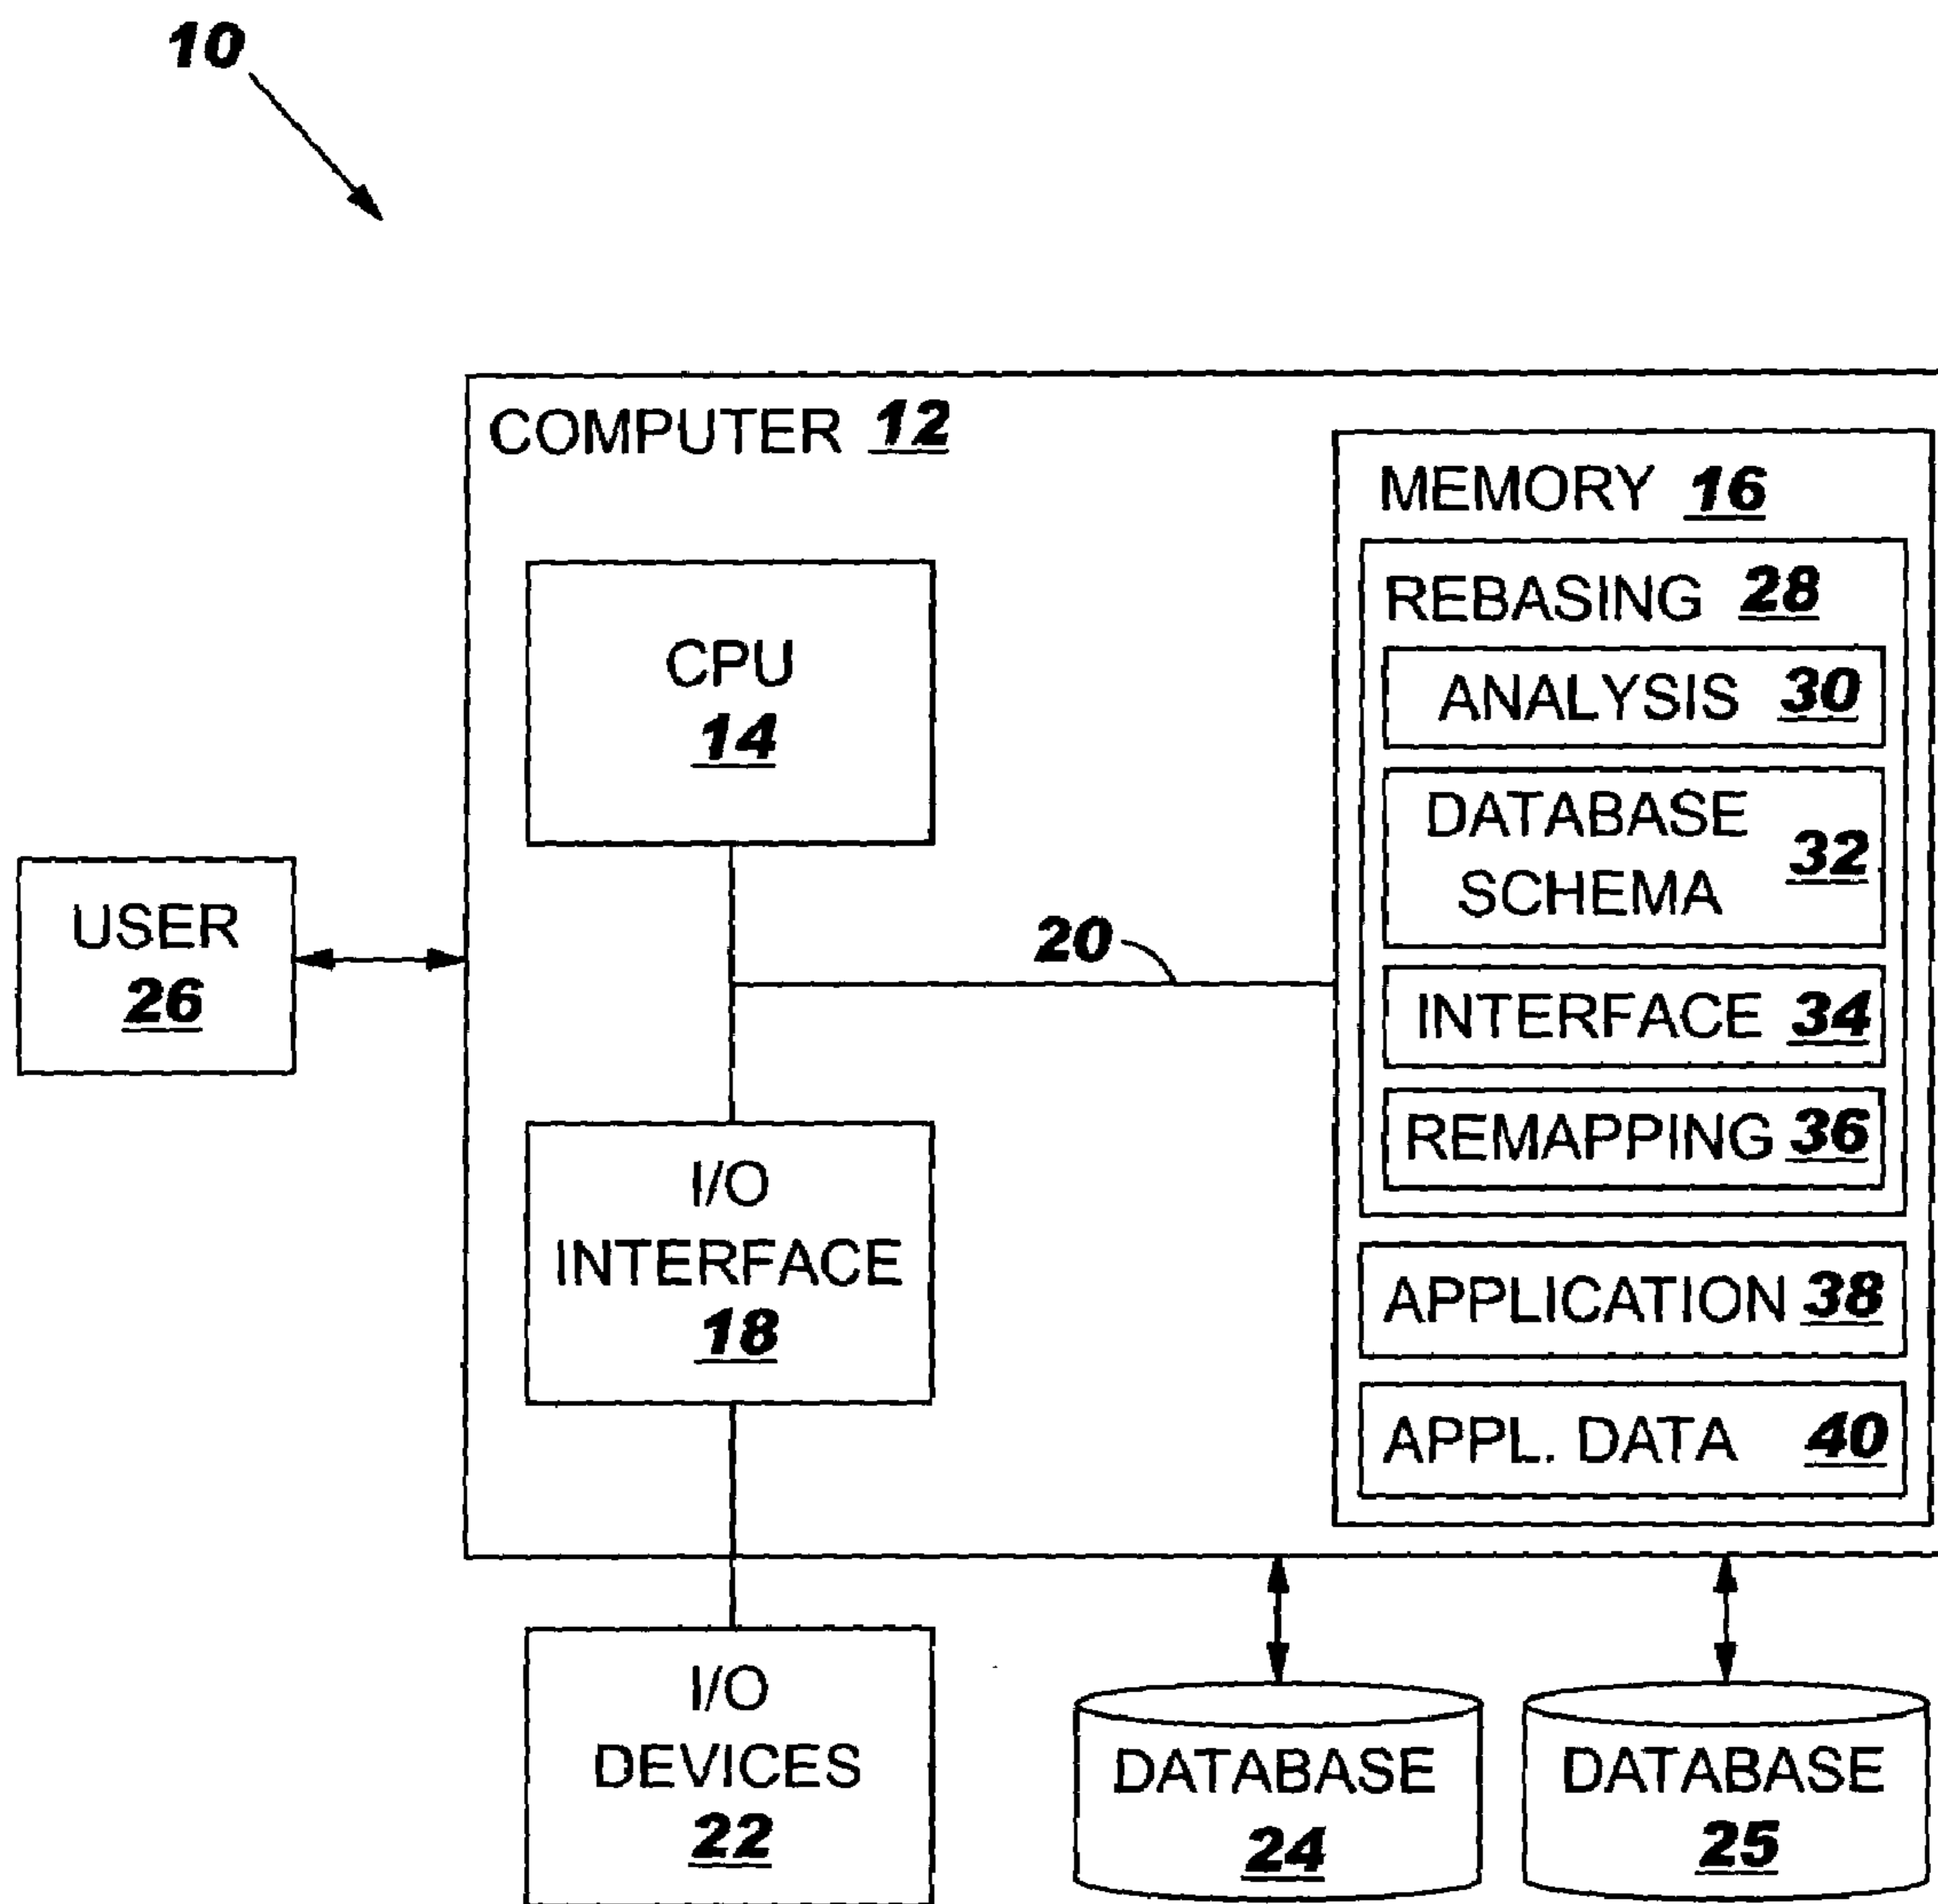 10
COMPUTER 12
MEMORY 16
REBASING 28
ANALYSIS 30
DATABASE
SCHEMA 32
INTERFACE 34
REMAPPING 36
APPLICATION 38
APPL. DATA 40
CPU
14
20
USER
26
I/O
INTERFACE
18
I/O
DEVICES
22
DATABASE
24
DATABASE
25